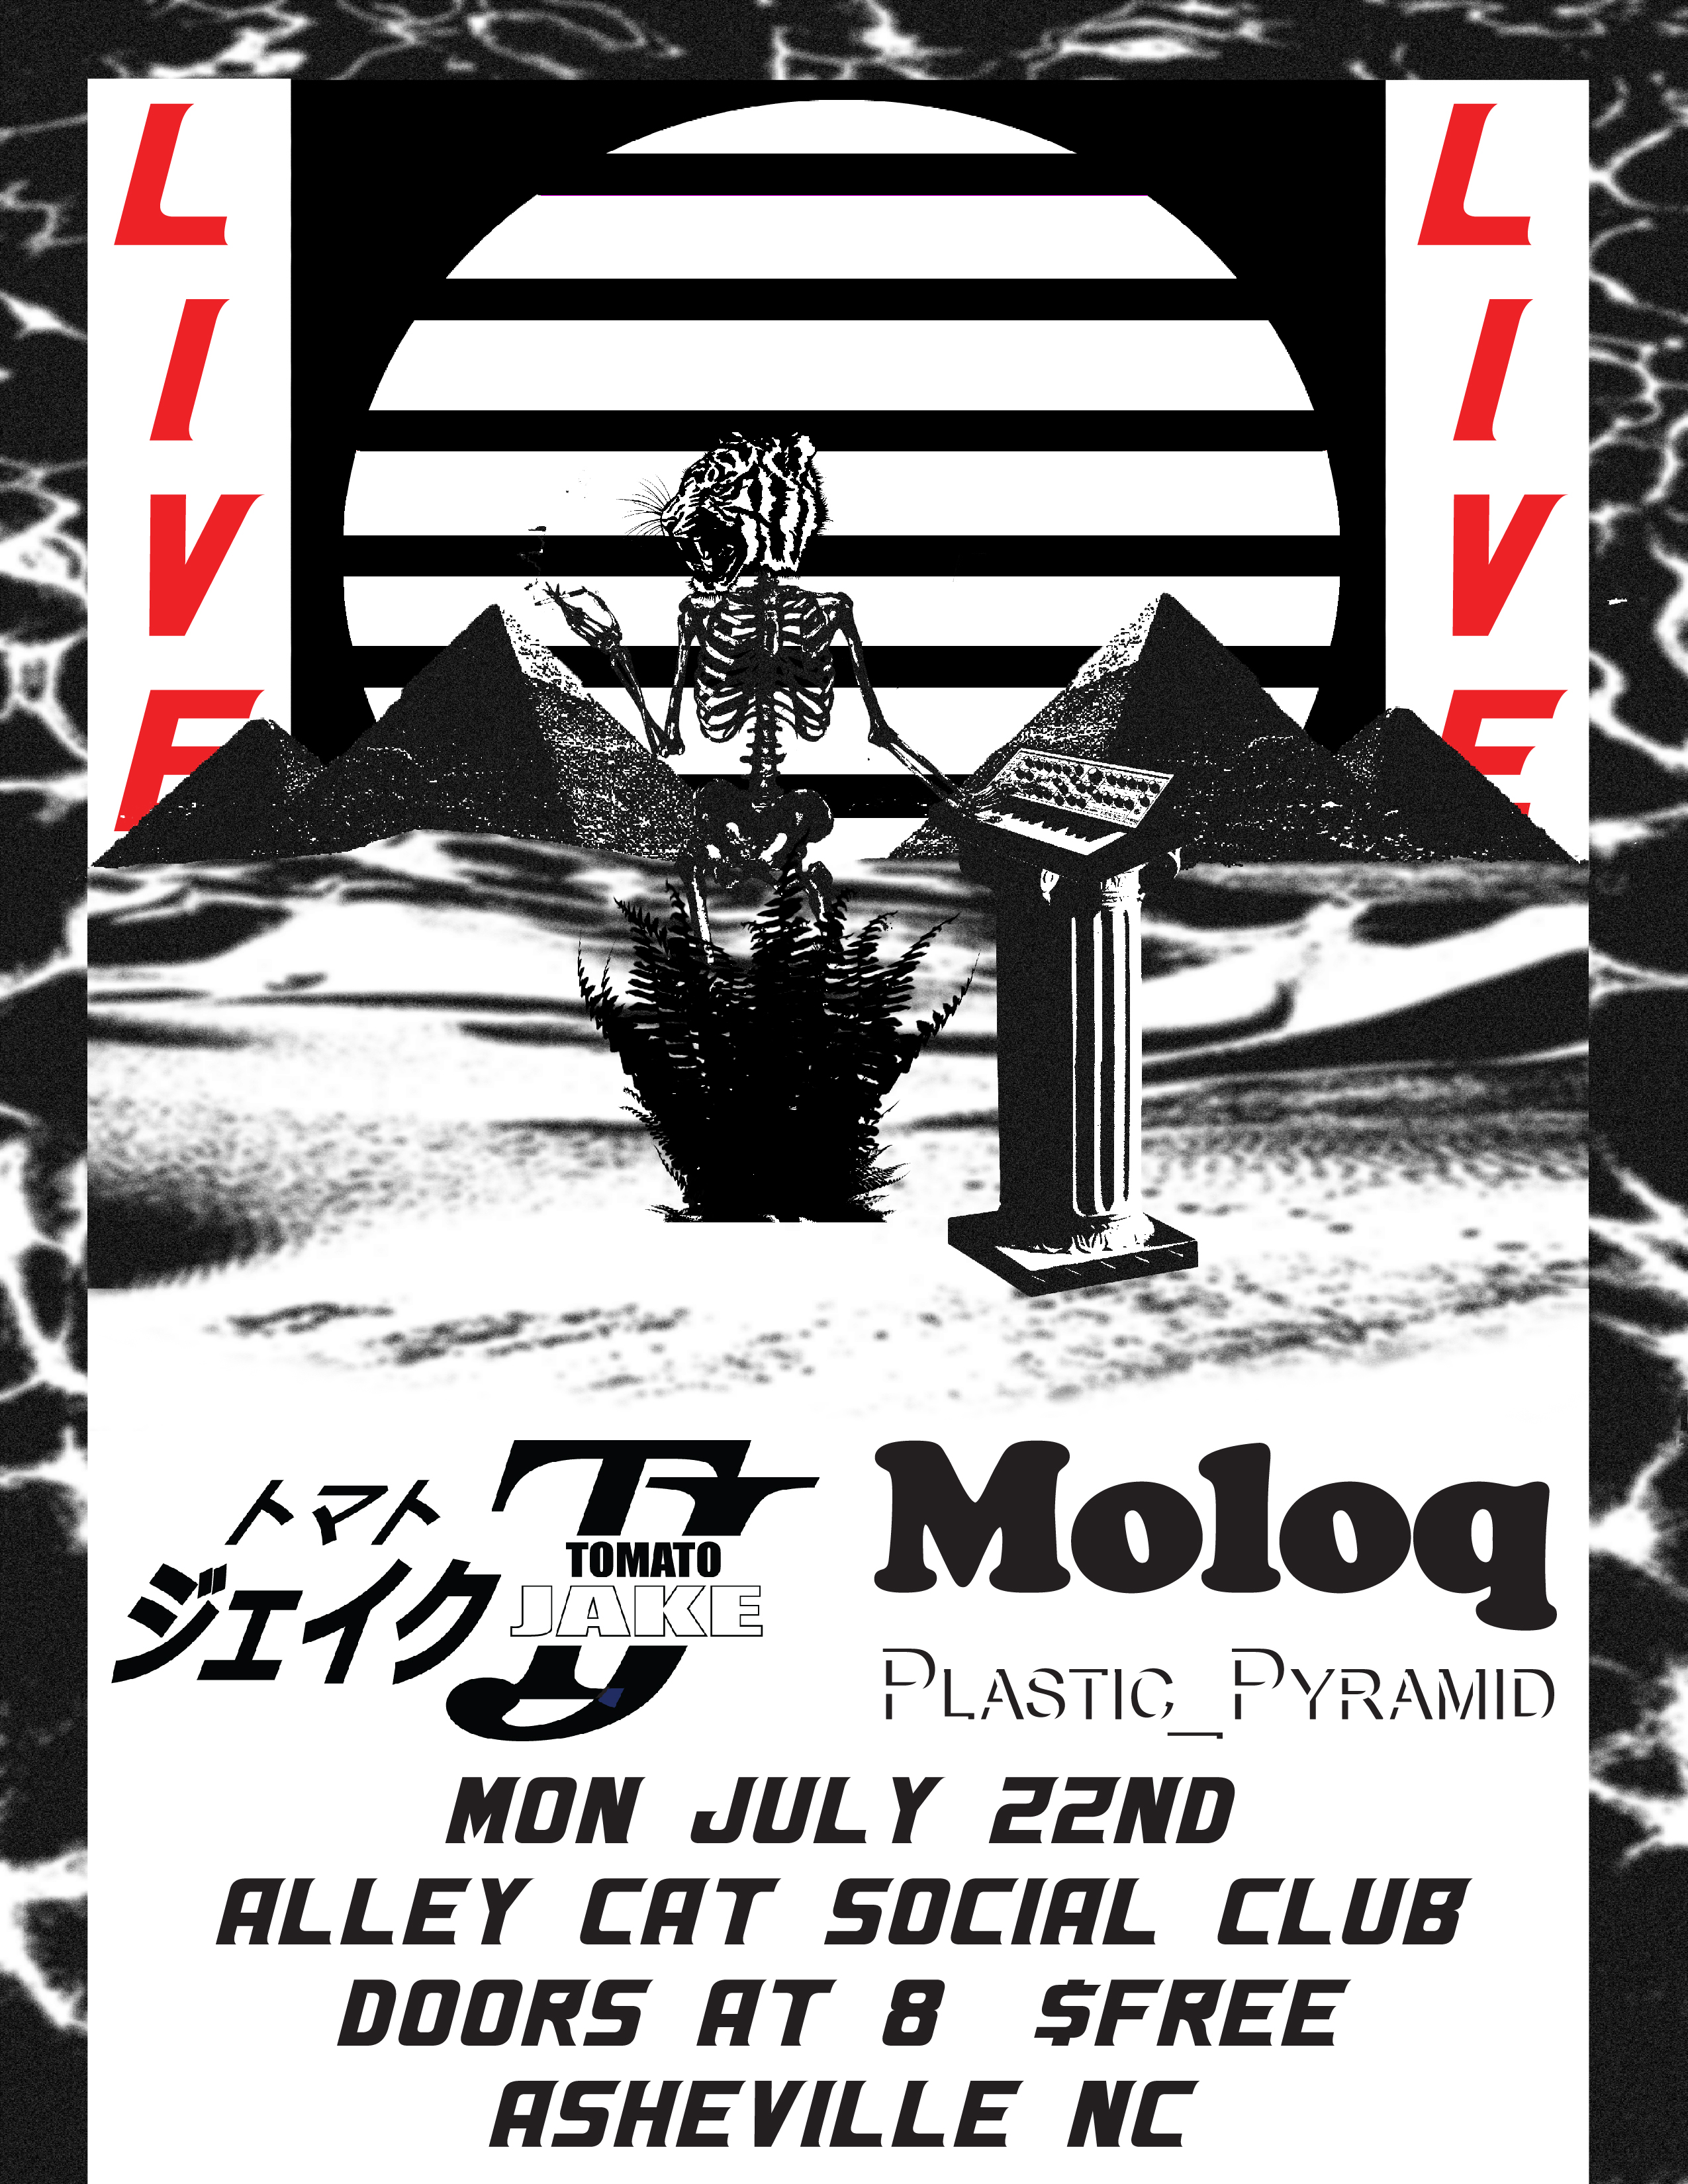 LIVE
LIVE
トマト
ジェイク
TJ
TOMATO
JAKE
Moloq
PLASTIC_PYRAMID
MON JULY 22ND
ALLEY CAT SOCIAL CLUB
DOORS AT 8 $FREE
ASHEVILLE NC